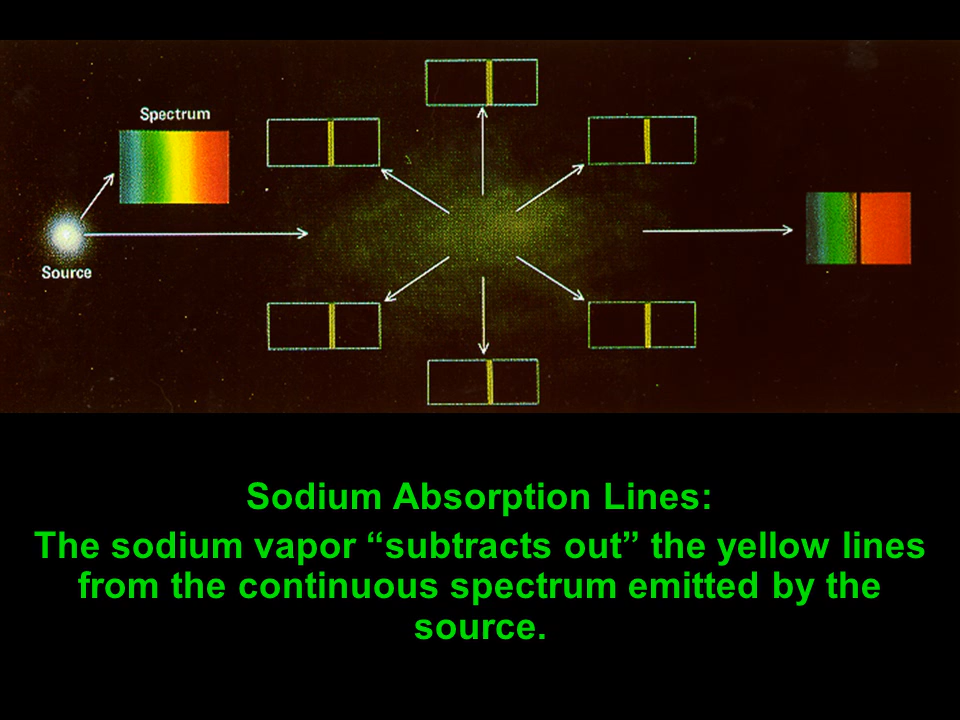 Spectrum
Source
Sodium Absorption Lines:
The sodium vapor “subtracts out” the yellow lines
from the continuous spectrum emitted by the
source.